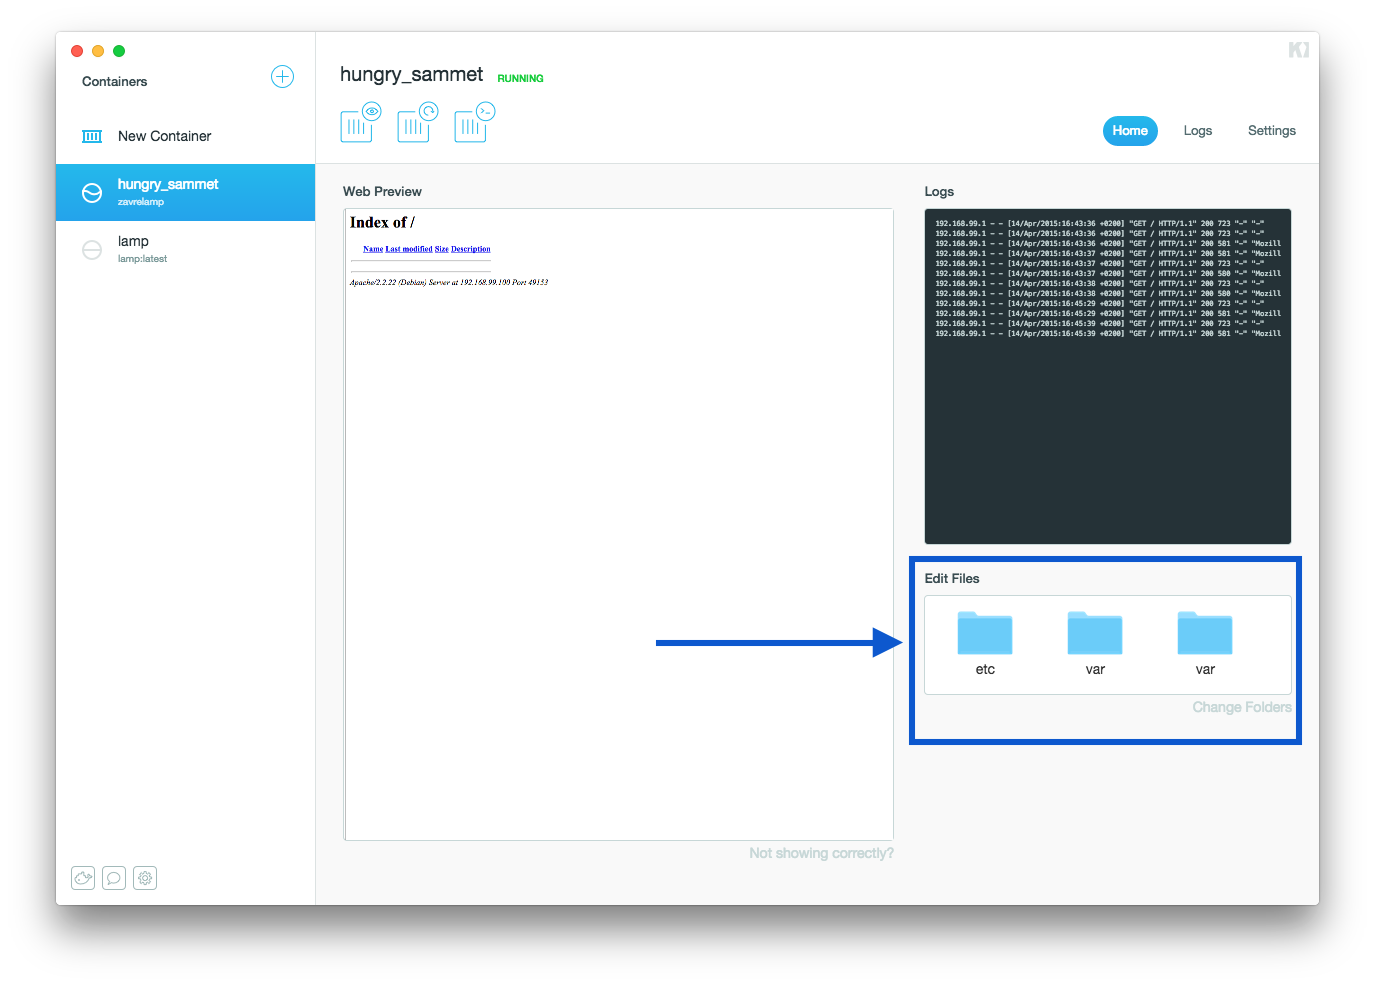 Containers
New Container
hungry_sammet
zavrelamp
lamp
lamp:latest
hungry_sammet RUNNING
Home Logs Settings
Web Preview
Index of /
Name Last modified Size Description
Apache/2.2.22 (Debian) Server at 192.168.99.100 Port 49153
Not showing correctly?
Logs
192.168.99.1 - - [14/Apr/2015:16:43:36 +0200] "GET / HTTP/1.1" 200 723 "-" "-"
192.168.99.1 - - [14/Apr/2015:16:43:36 +0200] "GET / HTTP/1.1" 200 723 "-" "-"
192.168.99.1 - - [14/Apr/2015:16:43:36 +0200] "GET / HTTP/1.1" 200 581 "-" "Mozill
192.168.99.1 - - [14/Apr/2015:16:43:37 +0200] "GET / HTTP/1.1" 200 581 "-" "Mozill
192.168.99.1 - - [14/Apr/2015:16:43:37 +0200] "GET / HTTP/1.1" 200 723 "-" "-"
192.168.99.1 - - [14/Apr/2015:16:43:37 +0200] "GET / HTTP/1.1" 200 580 "-" "Mozill
192.168.99.1 - - [14/Apr/2015:16:43:38 +0200] "GET / HTTP/1.1" 200 723 "-" "-"
192.168.99.1 - - [14/Apr/2015:16:43:38 +0200] "GET / HTTP/1.1" 200 580 "-" "Mozill
192.168.99.1 - - [14/Apr/2015:16:45:29 +0200] "GET / HTTP/1.1" 200 723 "-" "-"
192.168.99.1 - - [14/Apr/2015:16:45:29 +0200] "GET / HTTP/1.1" 200 581 "-" "Mozill
192.168.99.1 - - [14/Apr/2015:16:45:39 +0200] "GET / HTTP/1.1" 200 723 "-" "-"
192.168.99.1 - - [14/Apr/2015:16:45:39 +0200] "GET / HTTP/1.1" 200 581 "-" "Mozill
Edit Files
etc var var
Change Folders